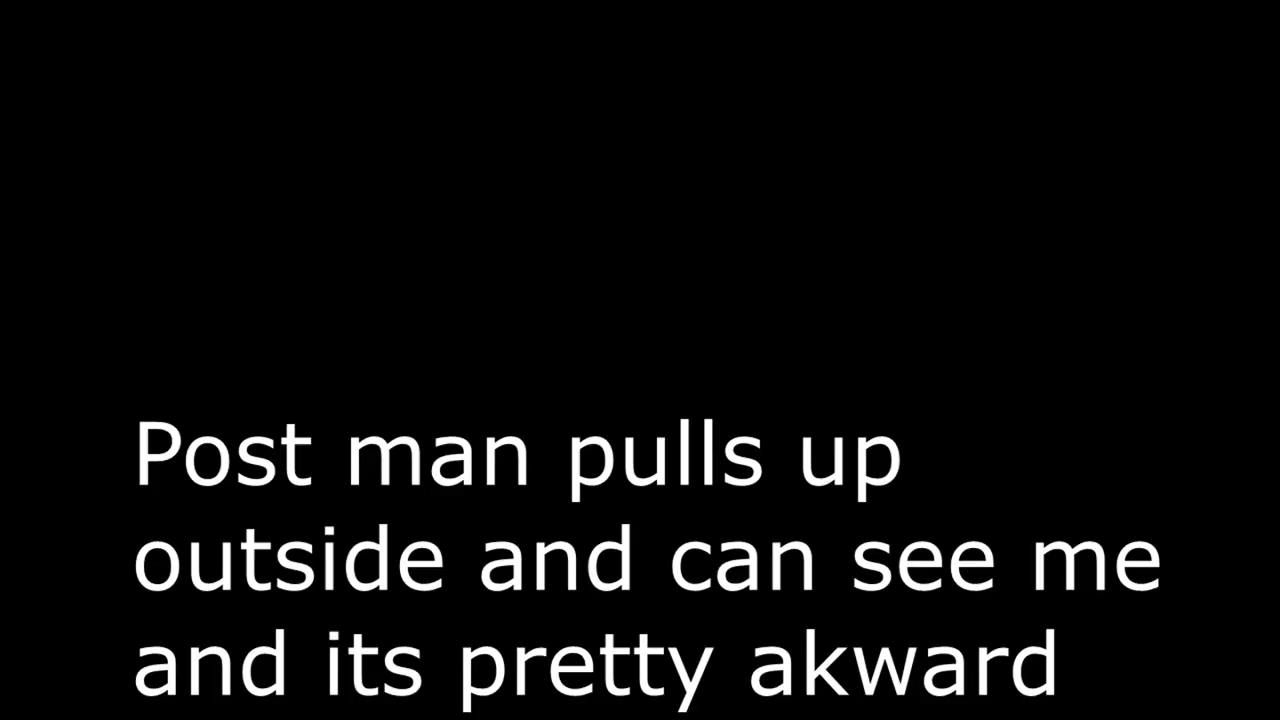 Post man pulls up
outside and can see me
and its pretty akward